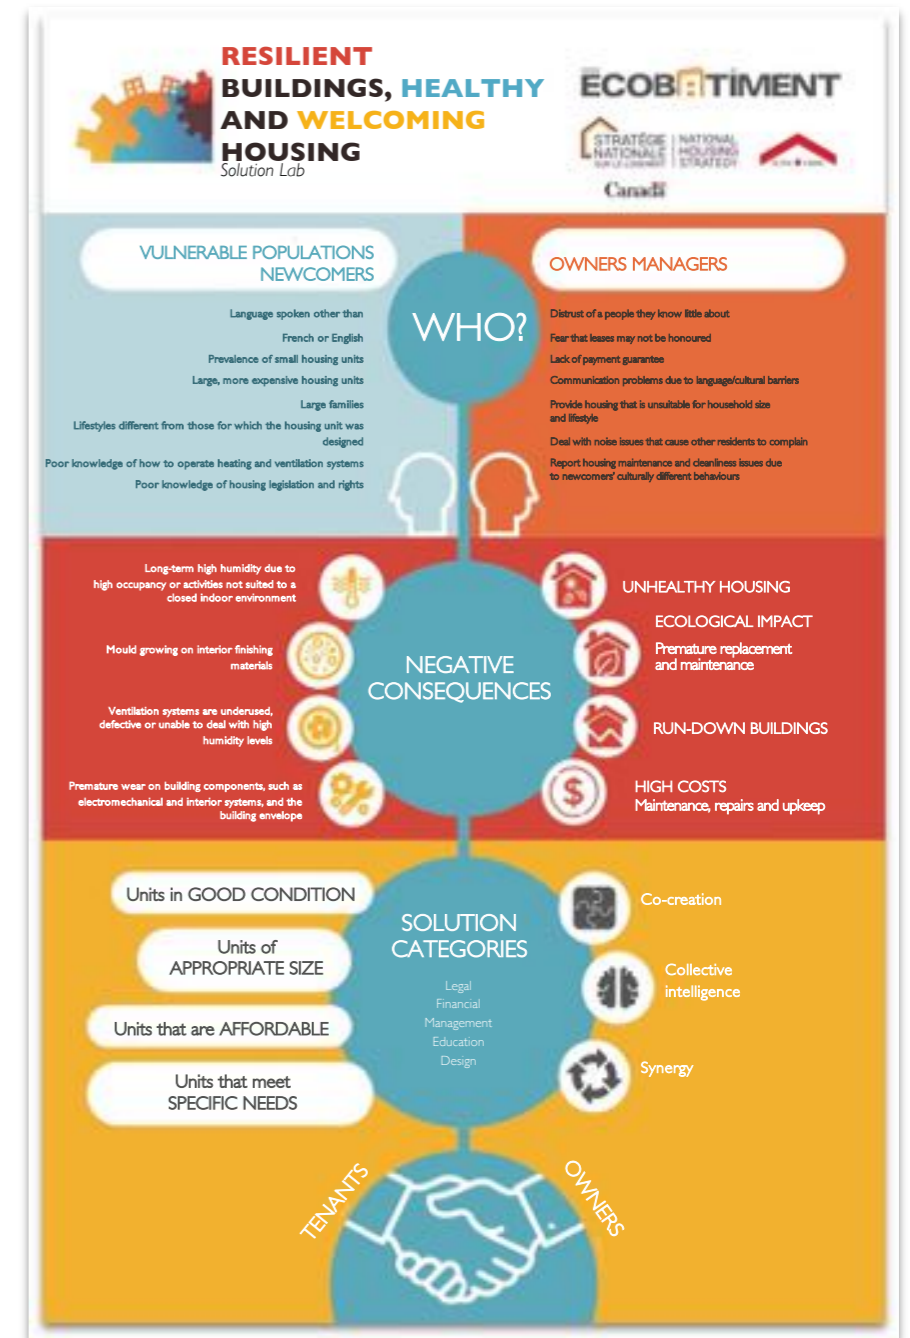 RESILIENT
BUILDINGS, HEALTHY
AND WELCOMING
HOUSING
Solution Lab
ECOBATIMENT
STRATÉGIE
NATIONALE
SUR LE LOGEMENT
NATIONAL
HOUSING
STRATEGY
Canada
VULNERABLE POPULATIONS
NEWCOMERS
Language spoken other than
French or English
Prevalence of small housing units
Large, more expensive housing units
Large families
Lifestyles different from those for which the housing unit was
designed
Poor knowledge of how to operate heating and ventilation systems
Poor knowledge of housing legislation and rights
WHO?
OWNERS MANAGERS
Distrust of a people they know little about
Fear that leases may not be honoured
Lack of payment guarantee
Communication problems due to language/cultural barriers
Provide housing that is unsuitable for household size
and lifestyle
Deal with noise issues that cause other residents to complain
Report housing maintenance and cleanliness issues due
to newcomers' culturally different behaviours
Long-term high humidity due to
high occupancy or activities not suited to a
closed indoor environment
Mould growing on interior finishing
materials
Ventilation systems are underused,
defective or unable to deal with high
humidity levels
Premature wear on building components, such as
electromechanical and interior systems, and the
building envelope
NEGATIVE
CONSEQUENCES
UNHEALTHY HOUSING
ECOLOGICAL IMPACT
Premature replacement
and maintenance
RUN-DOWN BUILDINGS
$
HIGH COSTS
Maintenance, repairs and upkeep
Units in GOOD CONDITION
Units of
APPROPRIATE SIZE
Units that are AFFORDABLE
Units that meet
SPECIFIC NEEDS
SOLUTION
CATEGORIES
Legal
Financial
Management
Education
Design
Co-creation
Collective
intelligence
Synergy
TENANTS
OWNERS